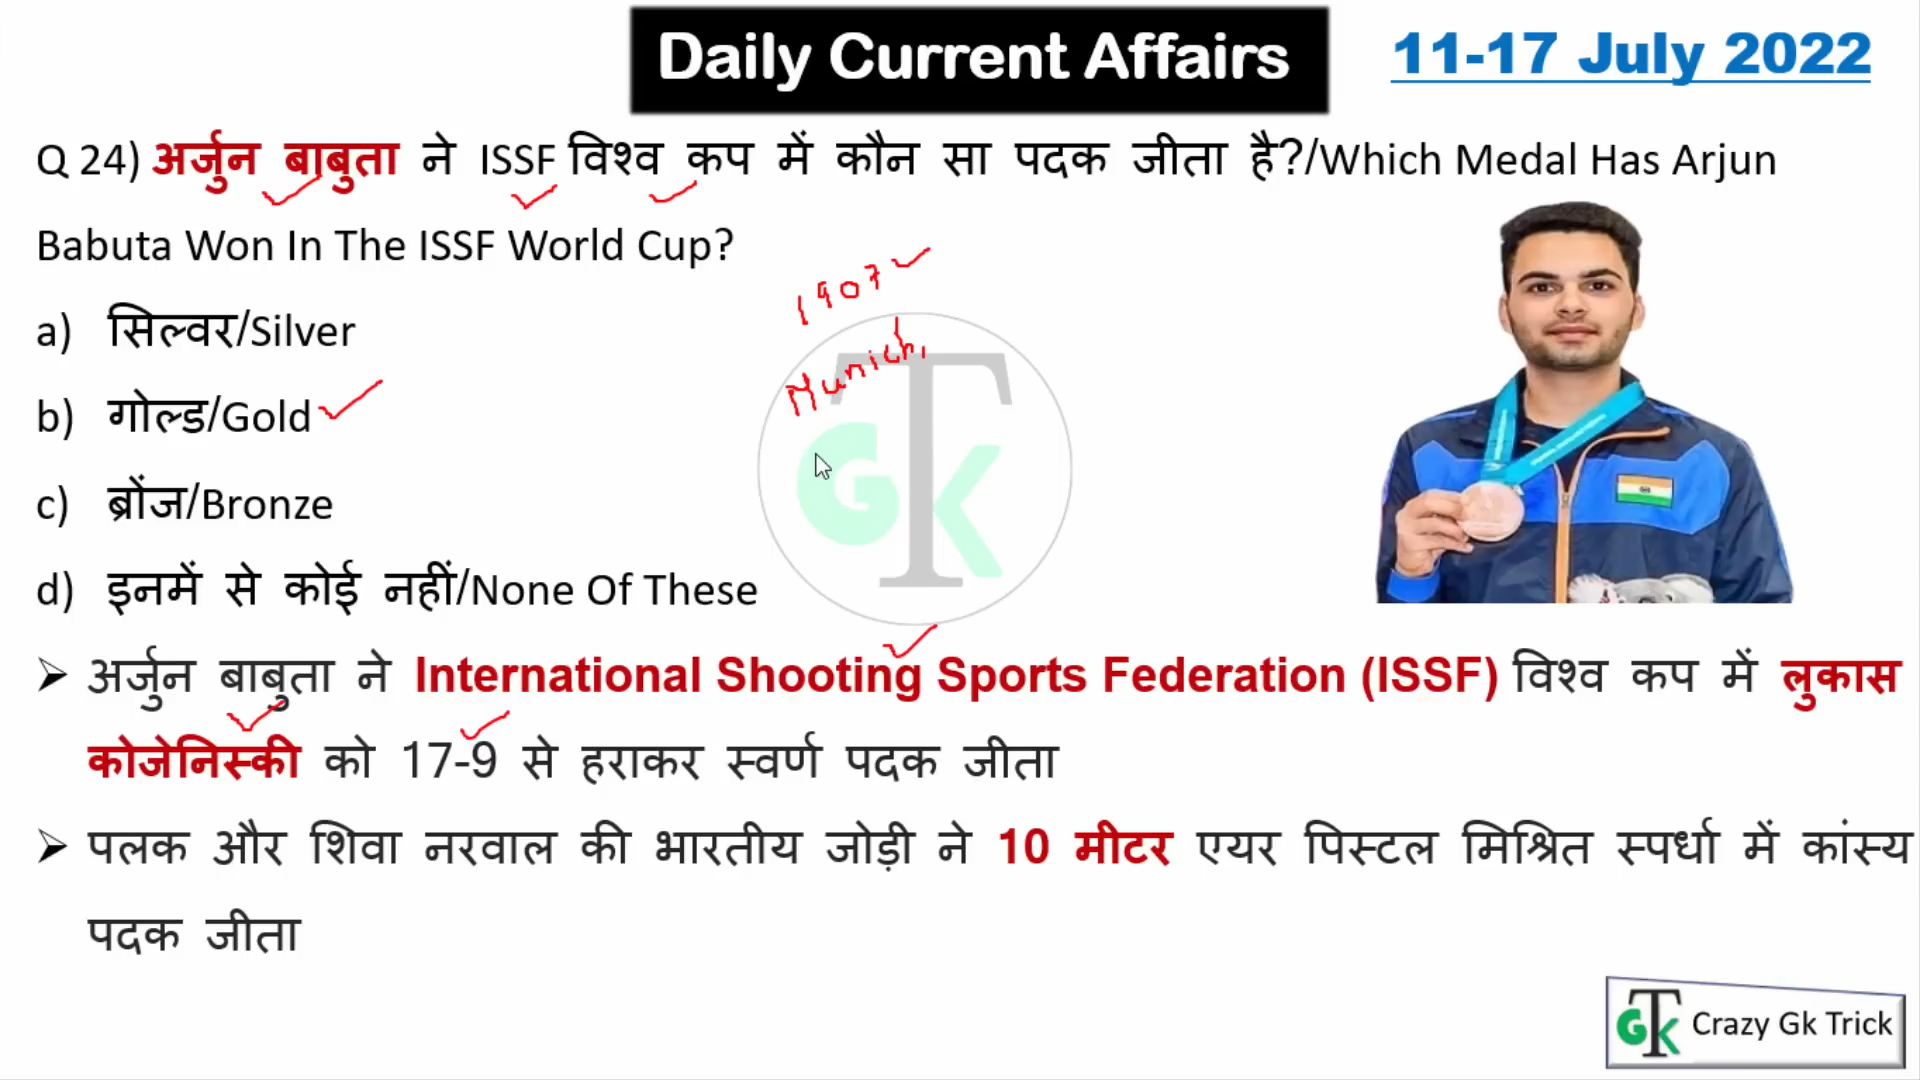 Daily Current Affairs
11-17 July 2022
Q 24) अर्जुन बाबुता ने ISSF विश्व कप में कौन सा पदक जीता है?/Which Medal Has Arjun
Babuta Won In The ISSF World Cup?
1907
Munich,
a) सिल्वर/Silver
b) गोल्ड/Gold
c) ब्रोंज/Bronze
d) इनमें से कोई नहीं/None Of These
GTK
➢ अर्जुन बाबुता ने International Shooting Sports Federation (ISSF) विश्व कप में लुकास
कोजेनिस्की को 17-9 से हराकर स्वर्ण पदक जीता
➢ पलक और शिवा नरवाल की भारतीय जोड़ी ने 10 मीटर एयर पिस्टल मिश्रित स्पर्धा में कांस्य
पदक जीता
GTK Crazy Gk Trick